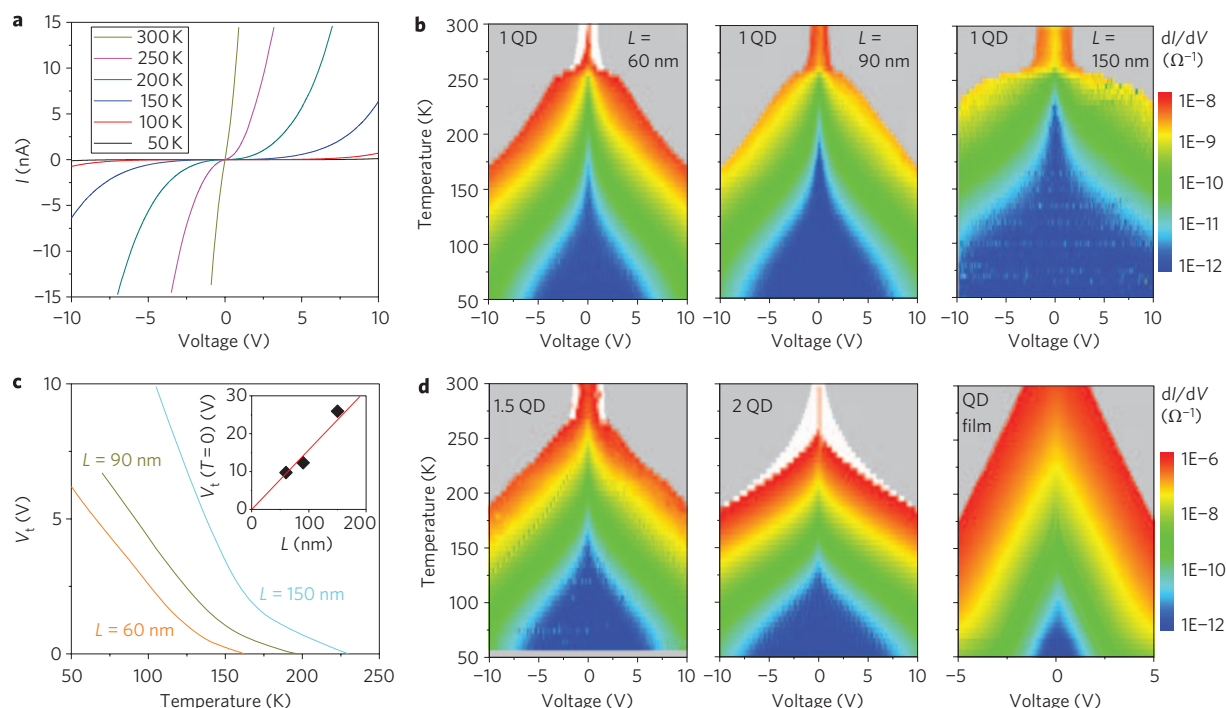 a
I (nA)
15
10
5
0
−5
−10
−15
300 K
250 K
200 K
150 K
100 K
50 K
−10
−5
0
5
10
Voltage (V)
b
Temperature (K)
300
250
200
150
100
50
1 QD
L =
60 nm
−10
−5
0
5
10
Voltage (V)
1 QD
L =
90 nm
−10
−5
0
5
10
Voltage (V)
1 QD
L =
150 nm
−10
−5
0
5
10
Voltage (V)
dI/dV
(Ω−1)
1E−8
1E−9
1E−10
1E−11
1E−12
c
Vt (V)
10
5
0
L = 90 nm
L = 60 nm
L = 150 nm
50
100
150
200
250
Temperature (K)
Vt (T = 0) (V)
30
20
10
0
0
100
200
L (nm)
d
Temperature (K)
300
250
200
150
100
50
1.5 QD
−10
−5
0
5
10
Voltage (V)
2 QD
−10
−5
0
5
10
Voltage (V)
QD
film
−5
0
5
Voltage (V)
dI/dV
(Ω−1)
1E−6
1E−8
1E−10
1E−12